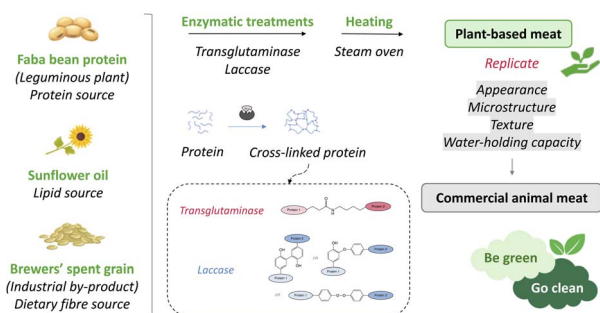 Faba bean protein
(Leguminous plant)
Protein source
Sunflower oil
Lipid source
Brewers' spent grain
(Industrial by-product)
Dietary fibre source
Enzymatic treatments
Transglutaminase
Laccase
Heating
Steam oven
Protein
Cross-linked protein
Transglutaminase
Protein 1
O
N
H
Protein 2
Laccase
Protein 2
OH
OH
Protein 1
or
OH
O
Protein 2
Protein 1
or
Protein 1
O
O
Protein 2
Plant-based meat
Replicate
Appearance
Microstructure
Texture
Water-holding capacity
Commercial animal meat
Be green
Go clean